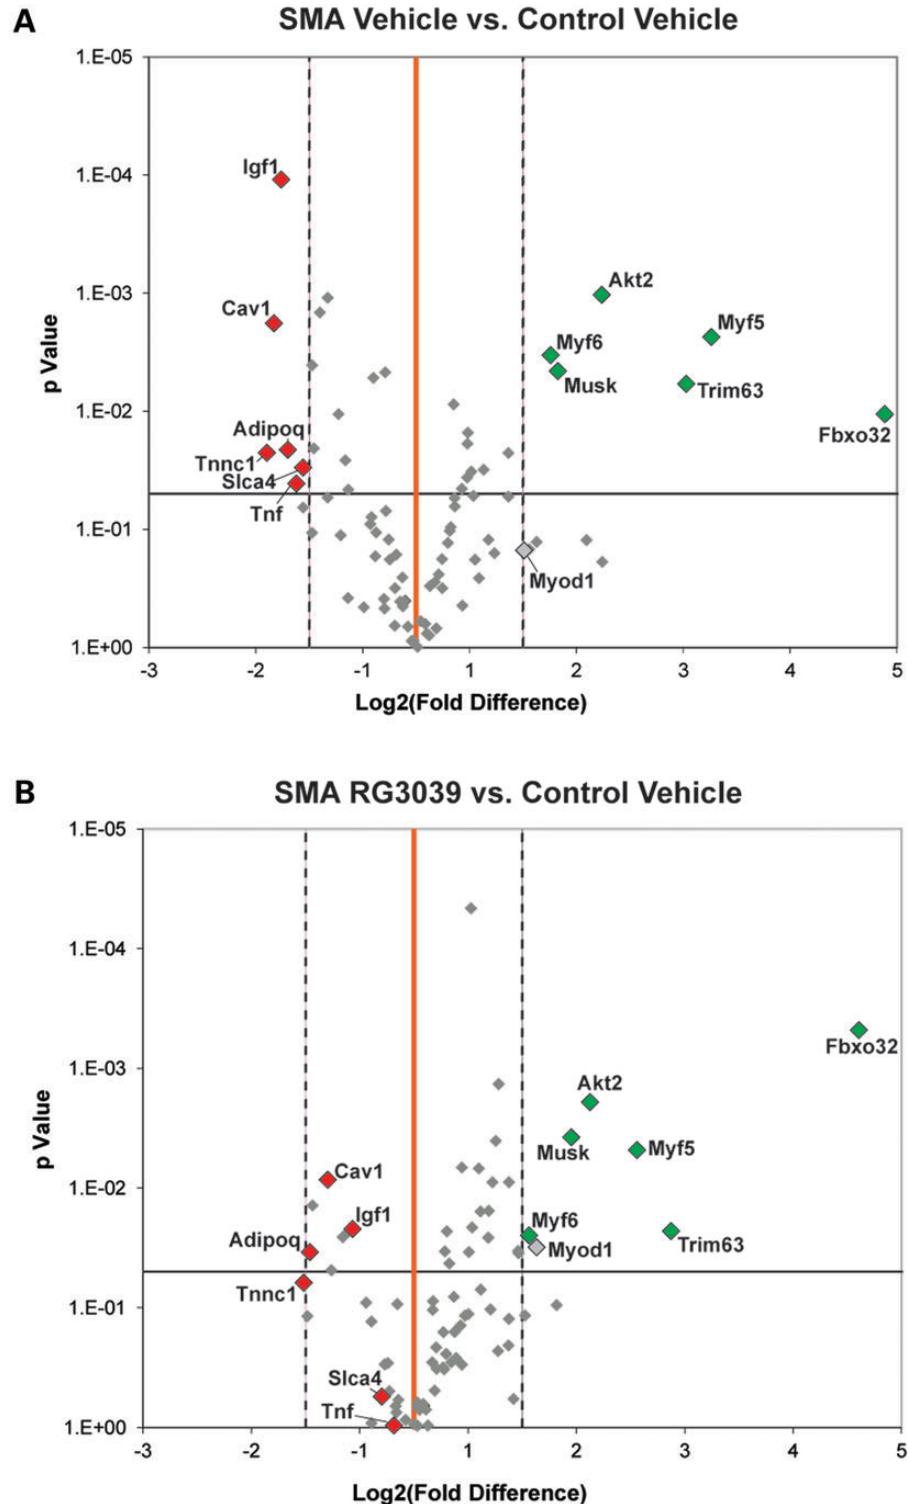 A
SMA Vehicle vs. Control Vehicle
1.E-05
1.E-04
1.E-03
1.E-02
1.E-01
1.E+00
p Value
Igf1
Cav1
Adipoq
Tnnc1
Slca4
Tnf
Akt2
Myf5
Myf6
Musk
Trim63
Fbxo32
Myod1
-3 -2 -1 1 2 3 4 5
Log2(Fold Difference)
B
SMA RG3039 vs. Control Vehicle
1.E-05
1.E-04
1.E-03
1.E-02
1.E-01
1.E+00
p Value
Fbxo32
Akt2
Musk
Myf5
Cav1
Igf1
Adipoq
Myf6
Myod1
Trim63
Tnnc1
Slca4
Tnf
-3 -2 -1 1 2 3 4 5
Log2(Fold Difference)